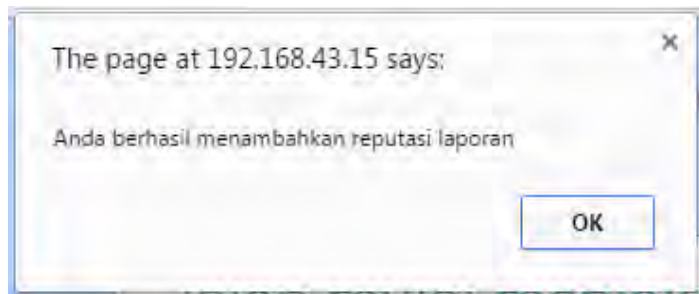 The page at 192.168.43.15 says:
Anda berhasil menambahkan reputasi laporan
OK